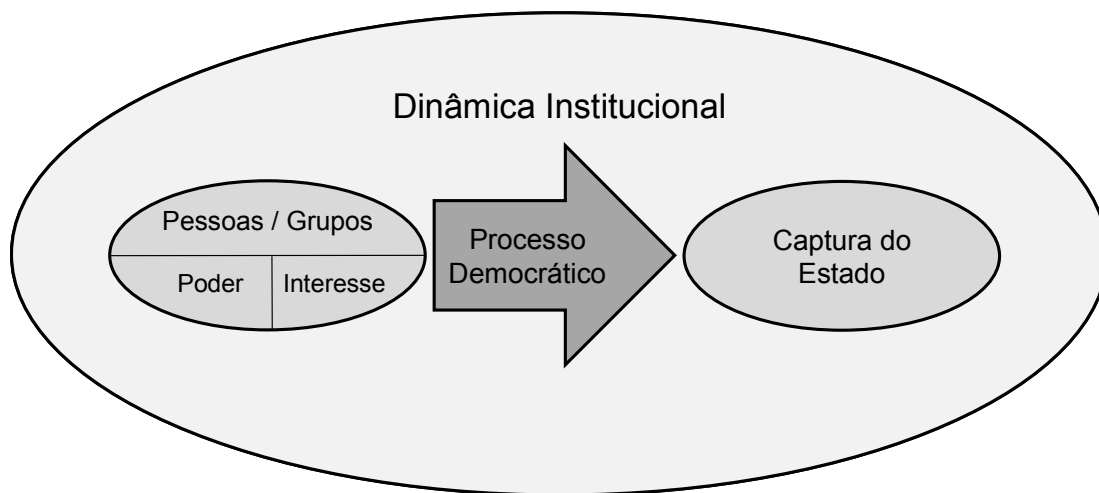 Dinâmica Institucional
Pessoas / Grupos
Poder
Interesse
Processo
Democrático
Captura do
Estado